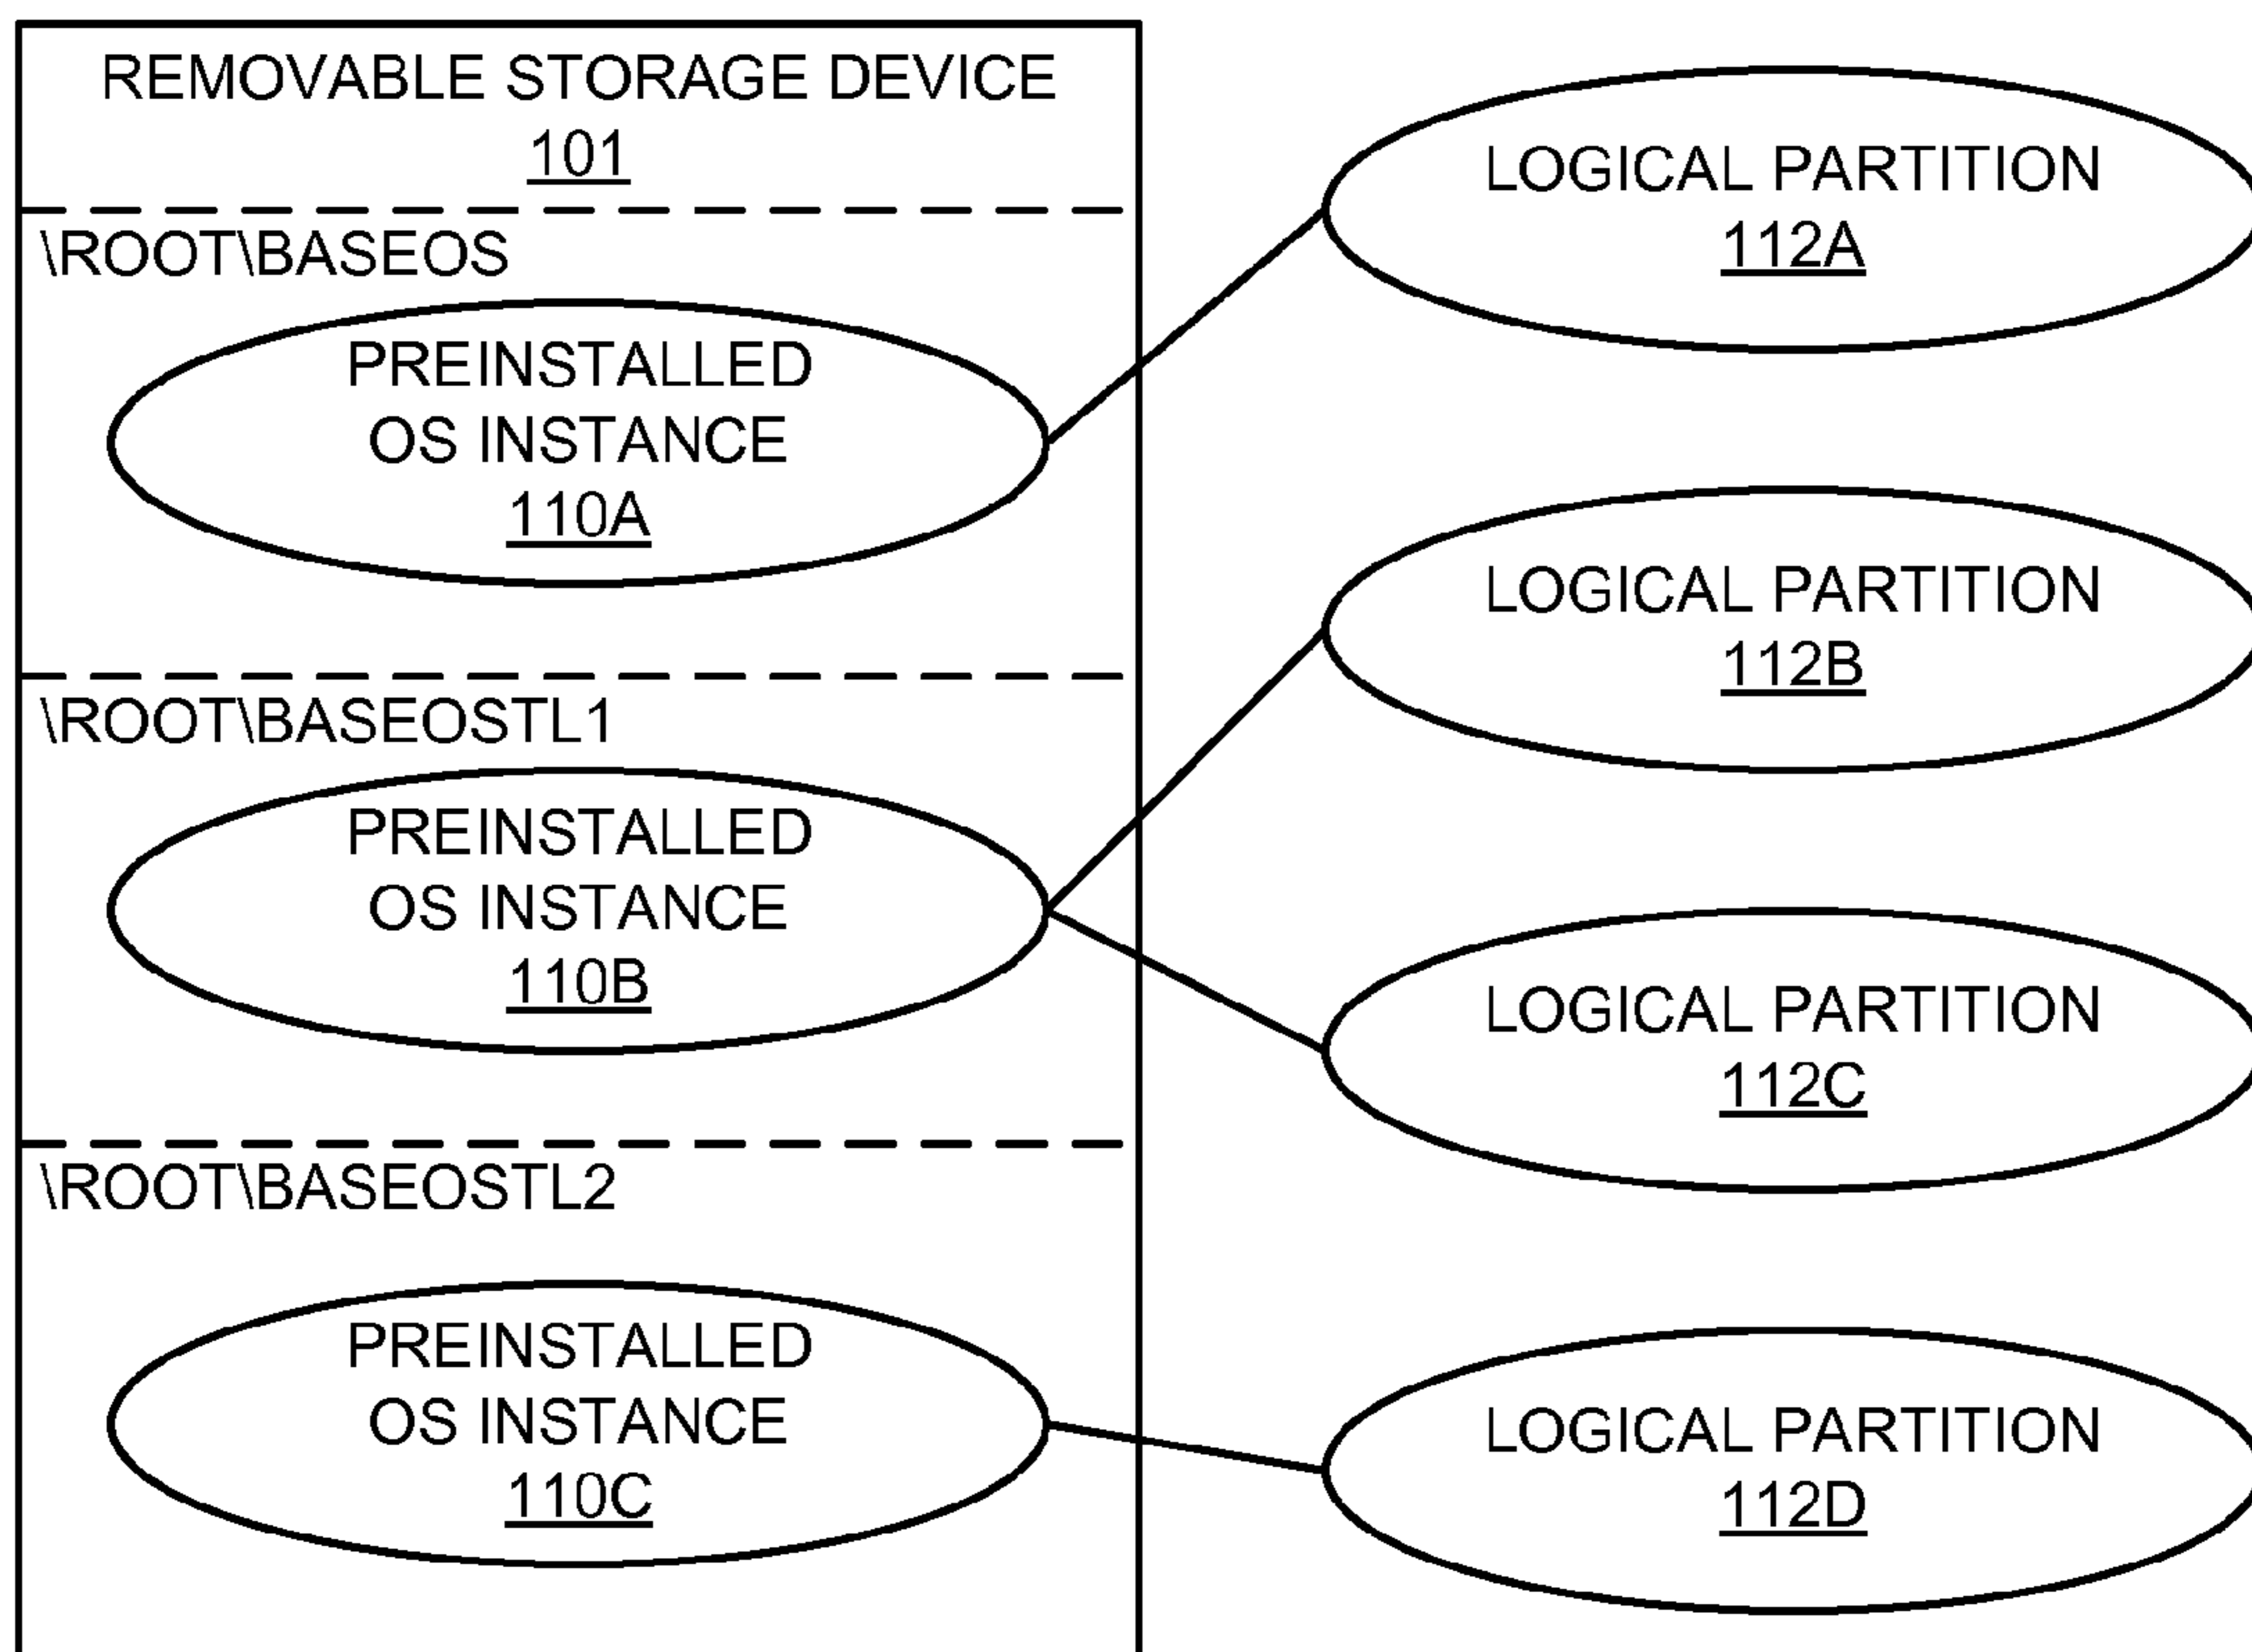 REMOVABLE STORAGE DEVICE
101
\ROOT\BASEOS
PREINSTALLED
OS INSTANCE
110A
\ROOT\BASEOSTL1
PREINSTALLED
OS INSTANCE
110B
\ROOT\BASEOSTL2
PREINSTALLED
OS INSTANCE
110C
LOGICAL PARTITION
112A
LOGICAL PARTITION
112B
LOGICAL PARTITION
112C
LOGICAL PARTITION
112D